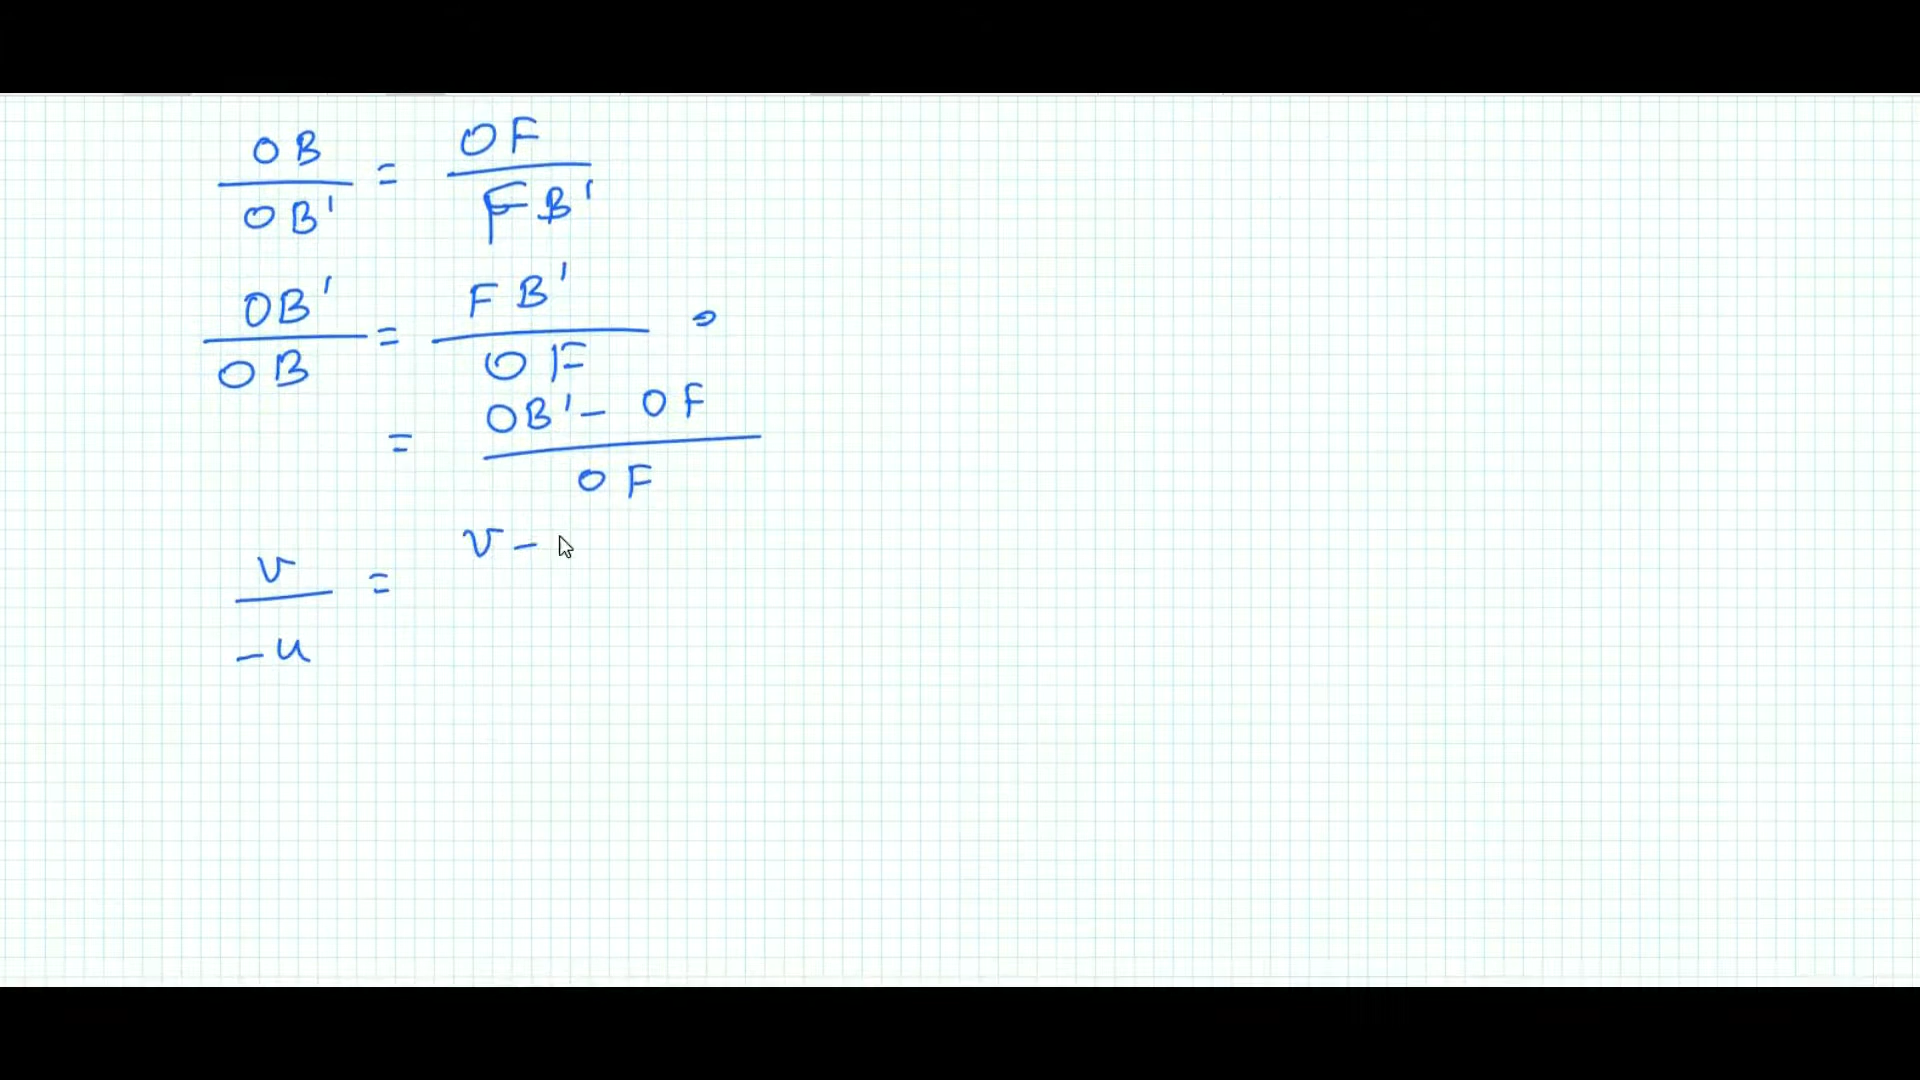 OB / OB' = OF / FB'
OB' / OB = FB' / OF
= OB' - OF / OF
v / -u = v -